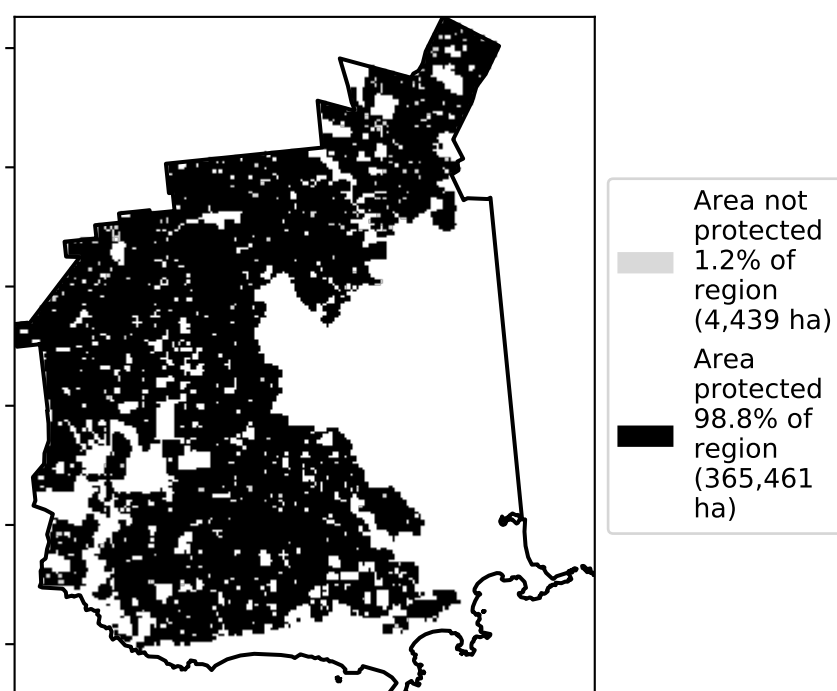 Area not
protected
1.2% of
region
(4,439 ha)
Area
protected
98.8% of
region
(365,461
ha)